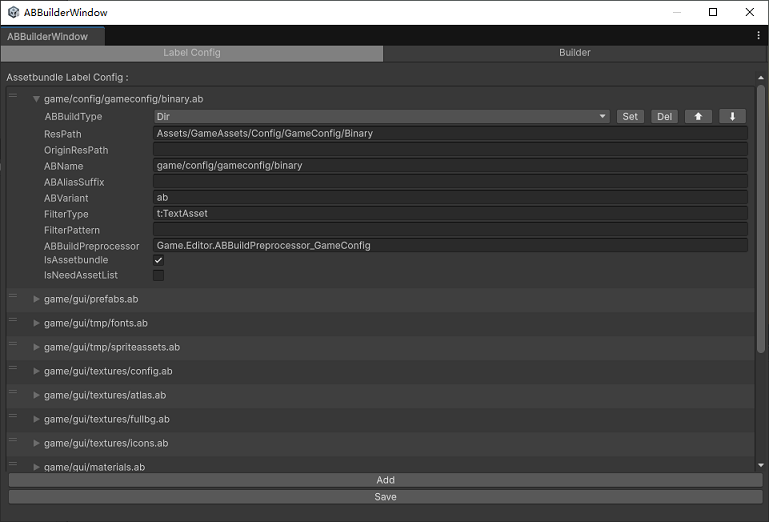 ABBuilderWindow
ABBuilderWindow
Label Config Builder
Assetbundle Label Config :
game/config/gameconfig/binary.ab
ABBuildType Dir Set Del
ResPath Assets/GameAssets/Config/GameConfig/Binary
OriginResPath
ABName game/config/gameconfig/binary
ABAliasSuffix
ABVariant ab
FilterType t:TextAsset
FilterPattern
ABBuildPreprocessor Game.Editor.ABBuildPreprocessor_GameConfig
IsAssetbundle
IsNeedAssetList
game/gui/prefabs.ab
game/gui/tmp/fonts.ab
game/gui/tmp/spriteassets.ab
game/gui/textures/config.ab
game/gui/textures/atlas.ab
game/gui/textures/fullbg.ab
game/gui/textures/icons.ab
game/gui/materials.ab
Add
Save